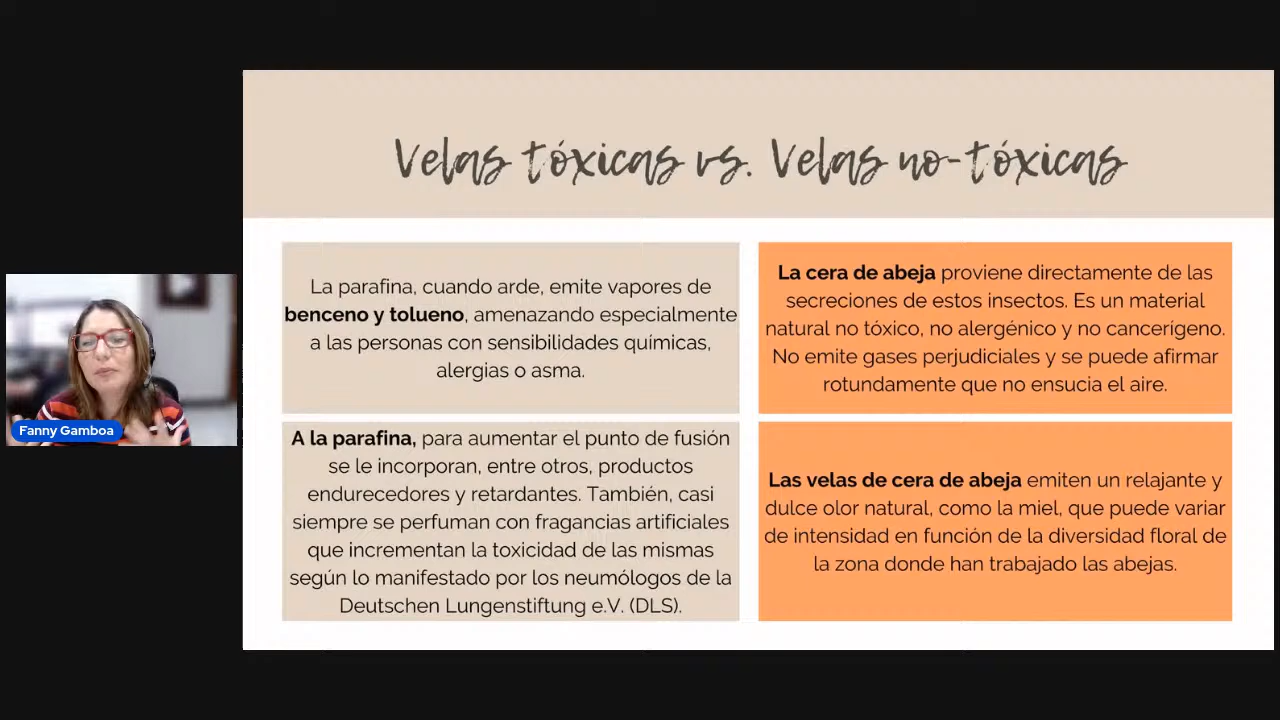 Velas tóxicas vs. Velas no-tóxicas
La parafina, cuando arde, emite vapores de
benceno y tolueno, amenazando especialmente
a las personas con sensibilidades químicas,
alergias o asma.
La cera de abeja proviene directamente de las
secreciones de estos insectos. Es un material
natural no tóxico, no alergénico y no cancerígeno.
No emite gases perjudiciales y se puede afirmar
rotundamente que no ensucia el aire.
A la parafina, para aumentar el punto de fusión
se le incorporan, entre otros, productos
endurecedores y retardantes. También, casi
siempre se perfuman con fragancias artificiales
que incrementan la toxicidad de las mismas
según lo manifestado por los neumólogos de la
Deutschen Lungenstiftung e.V. (DLS).
Las velas de cera de abeja emiten un relajante y
dulce olor natural, como la miel, que puede variar
de intensidad en función de la diversidad floral de
la zona donde han trabajado las abejas.
Fanny Gamboa